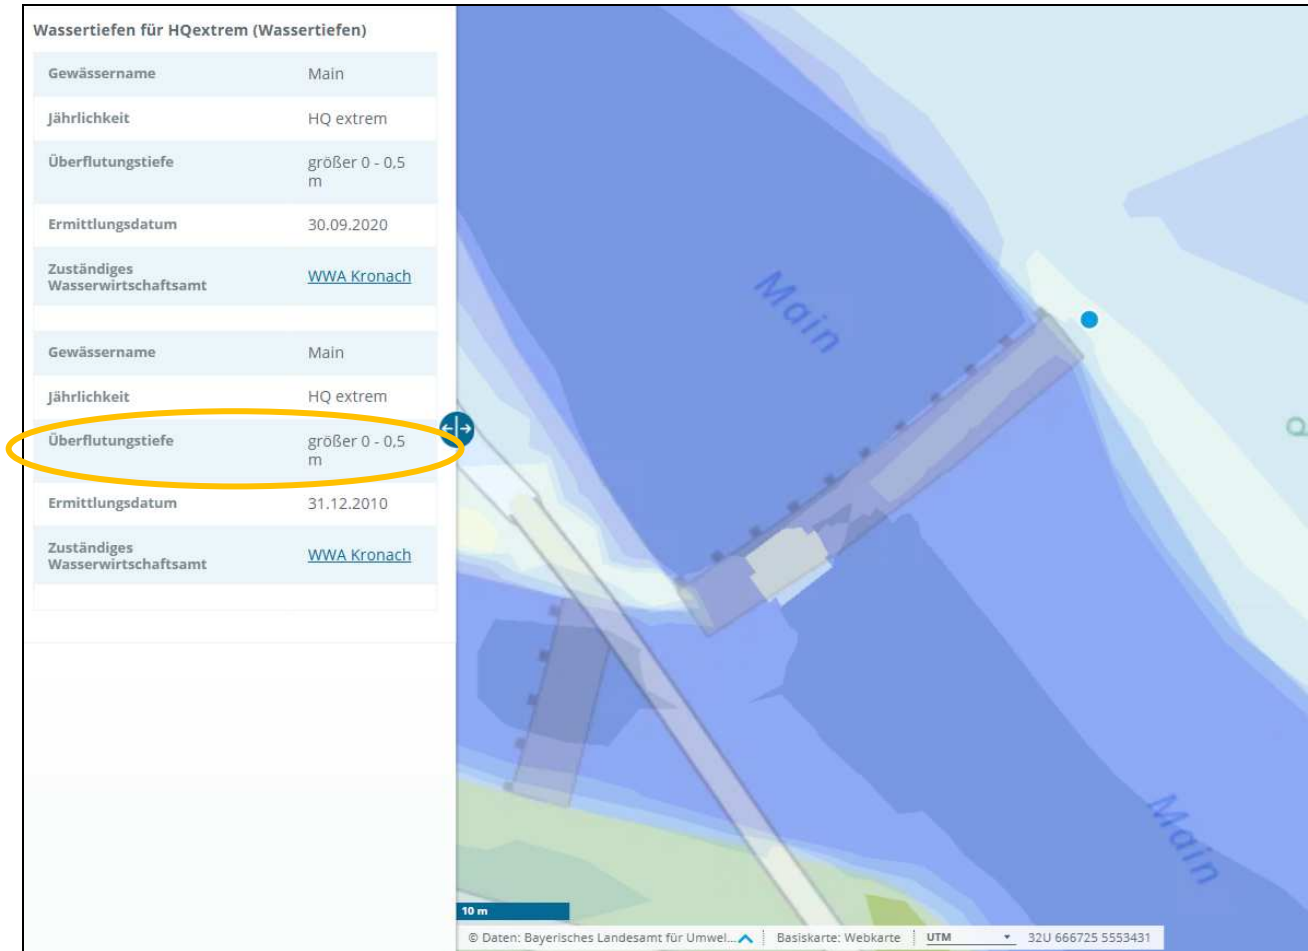 Wassertiefen für HQextrem (Wassertiefen)
Gewässername Main
Jährlichkeit HQ extrem
Überflutungstiefe größer 0 - 0,5
m
Ermittlungsdatum 30.09.2020
Zuständiges
Wasserwirtschaftsamt WWA Kronach
Gewässername Main
Jährlichkeit HQ extrem
Überflutungstiefe größer 0 - 0,5
m
Ermittlungsdatum 31.12.2010
Zuständiges
Wasserwirtschaftsamt WWA Kronach
Main
Main
10 m
© Daten: Bayerisches Landesamt für Umwel... Basiskarte: Webkarte UTM 32U 666725 5553431